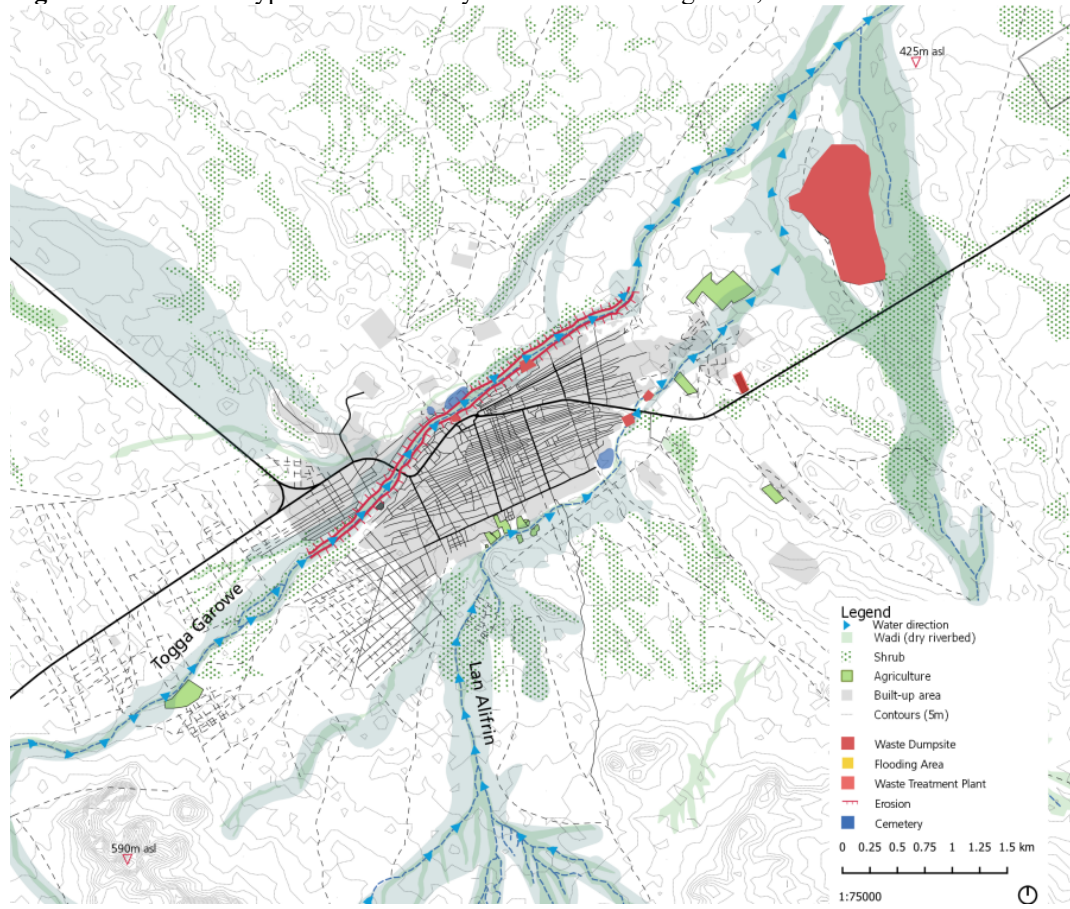 425m asl
Togga Garowe
Lan Alifrin
590m asl
Legend
Water direction
Wadi (dry riverbed)
Shrub
Agriculture
Built-up area
Contours (5m)
Waste Dumpsite
Flooding Area
Waste Treatment Plant
Erosion
Cemetery
0 0.25 0.5 0.75 1 1.25 1.5 km
1:75000